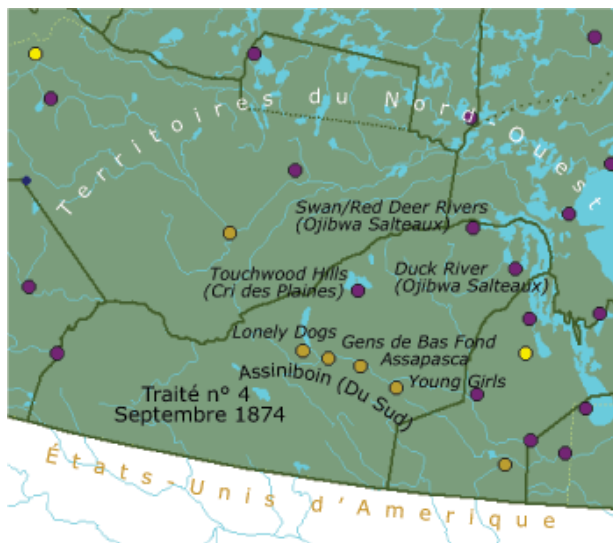 Territoires du Nord-Ouest
Swan/Red Deer Rivers
(Ojibwa Salteaux)
Touchwood Hills
(Cri des Plaines)
Duck River
(Ojibwa Salteaux)
Lonely Dogs
Gens de Bas Fond
Assapasca
Young Girls
Assiniboin (Du Sud)
Traité n° 4
Septembre 1874
États-Unis d'Amerique